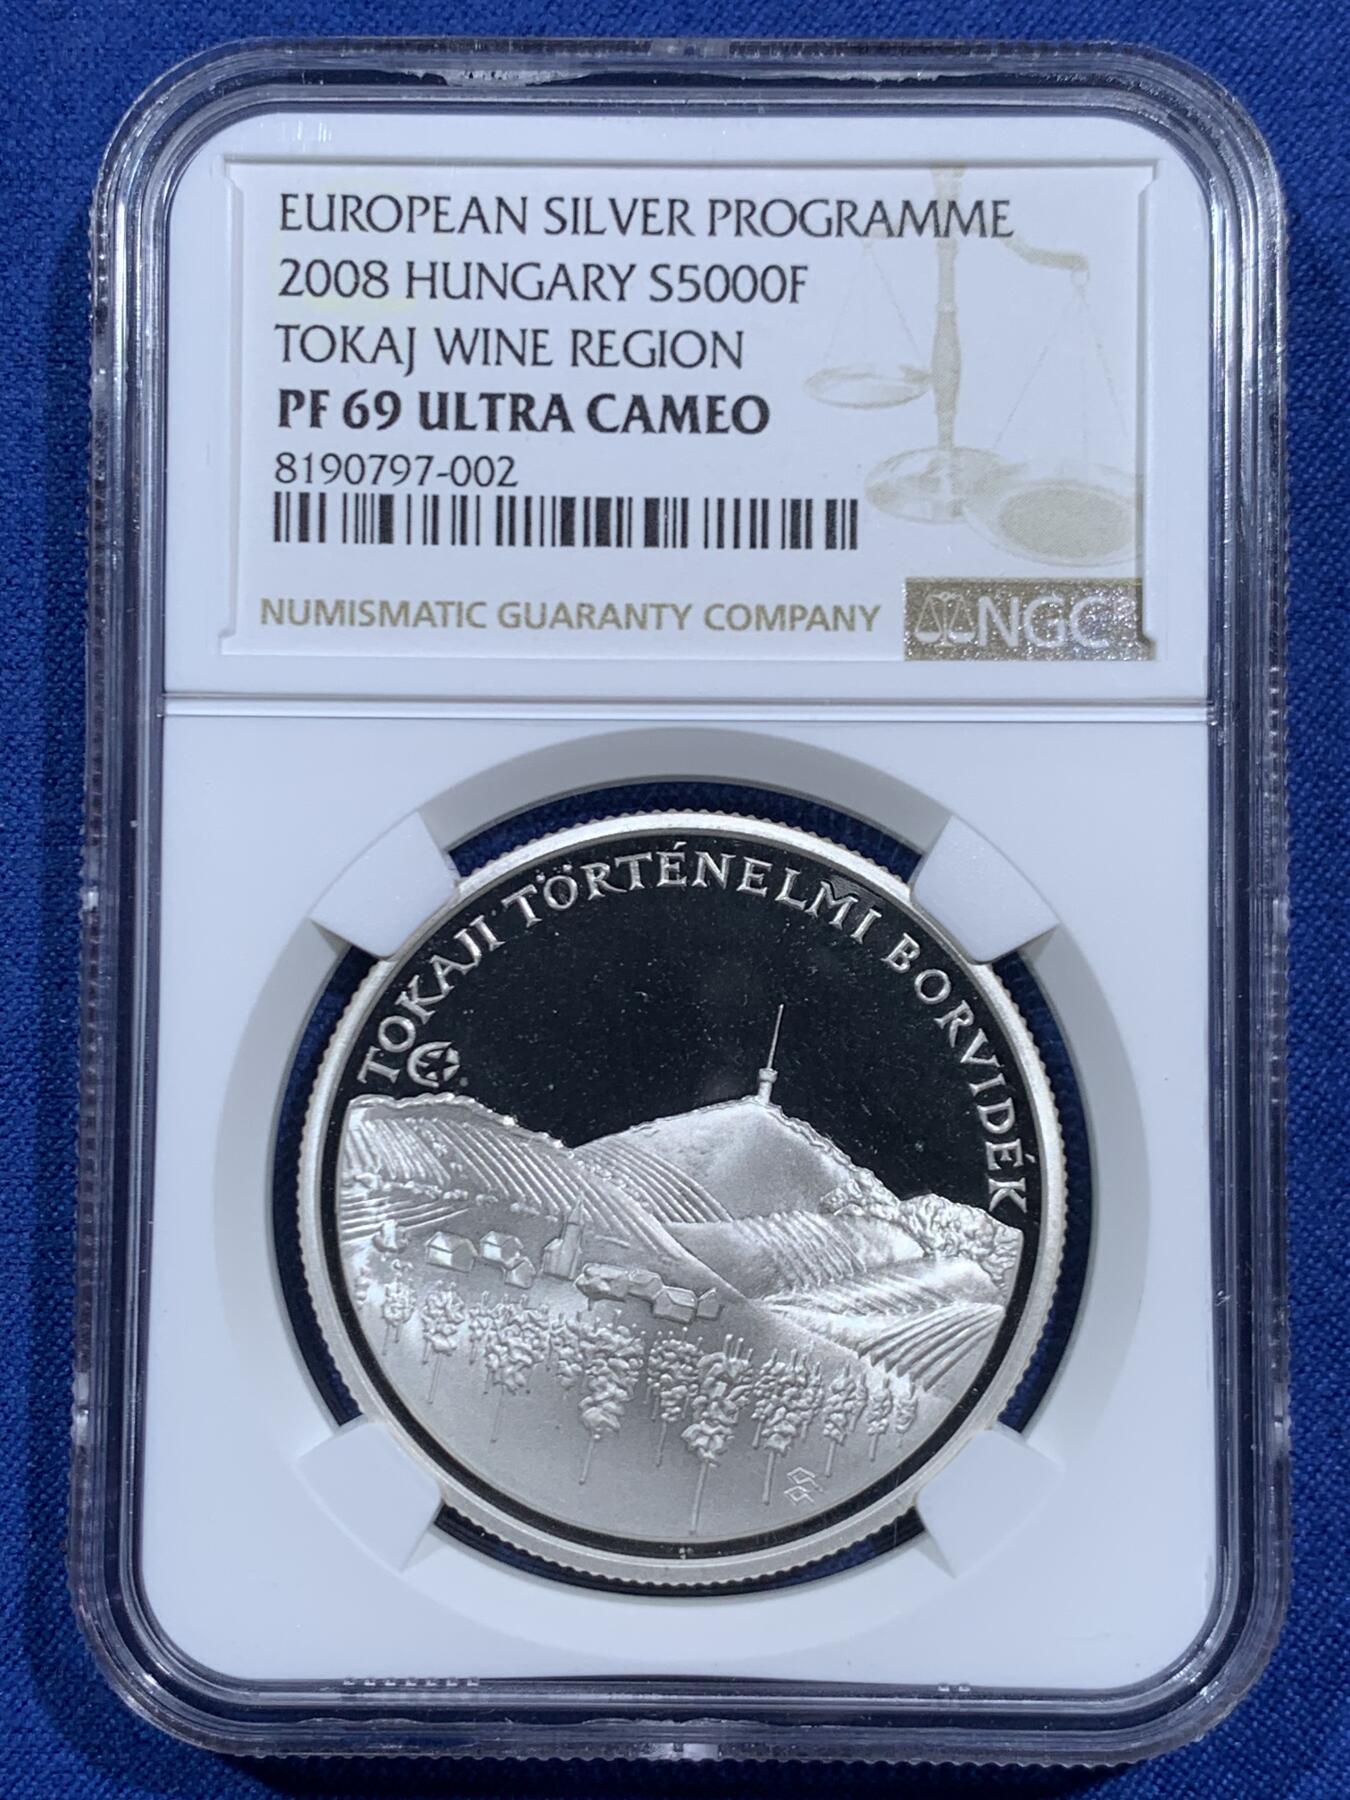 EUROPEAN SILVER PROGRAMME
2008 HUNGARY S5000F
TOKAJ WINE REGION
PF 69 ULTRA CAMEO
8190797-002
NUMISMATIC GUARANTY COMPANY
NGC
TOKAJI TÖRTÉNELMI BORVIDÉK